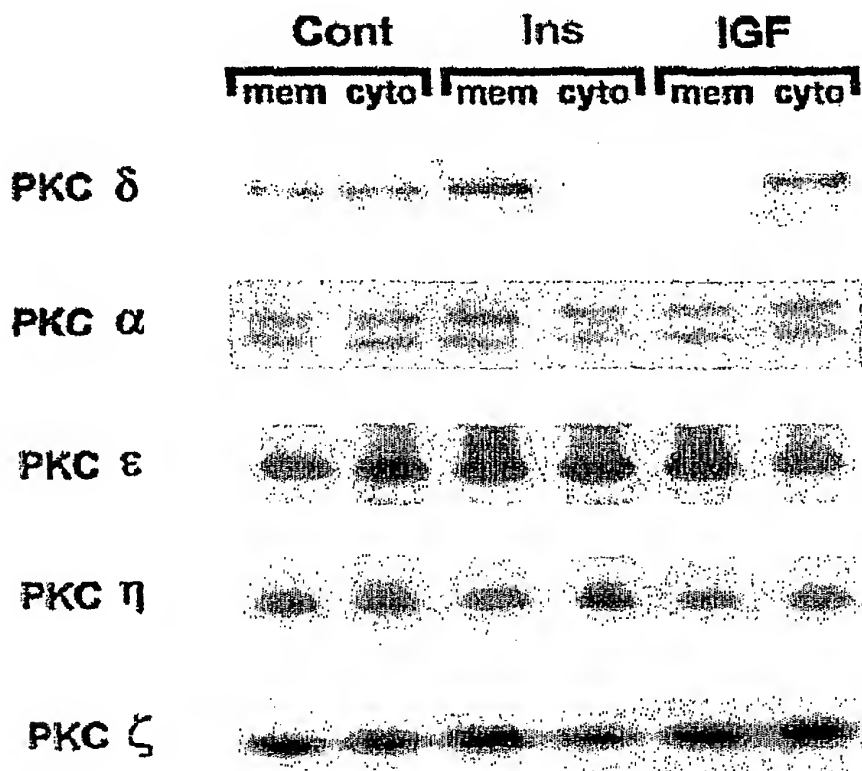 Cont Ins IGF
mem cyto mem cyto mem cyto
PKC δ
PKC α
PKC ε
PKC η
PKC ζ